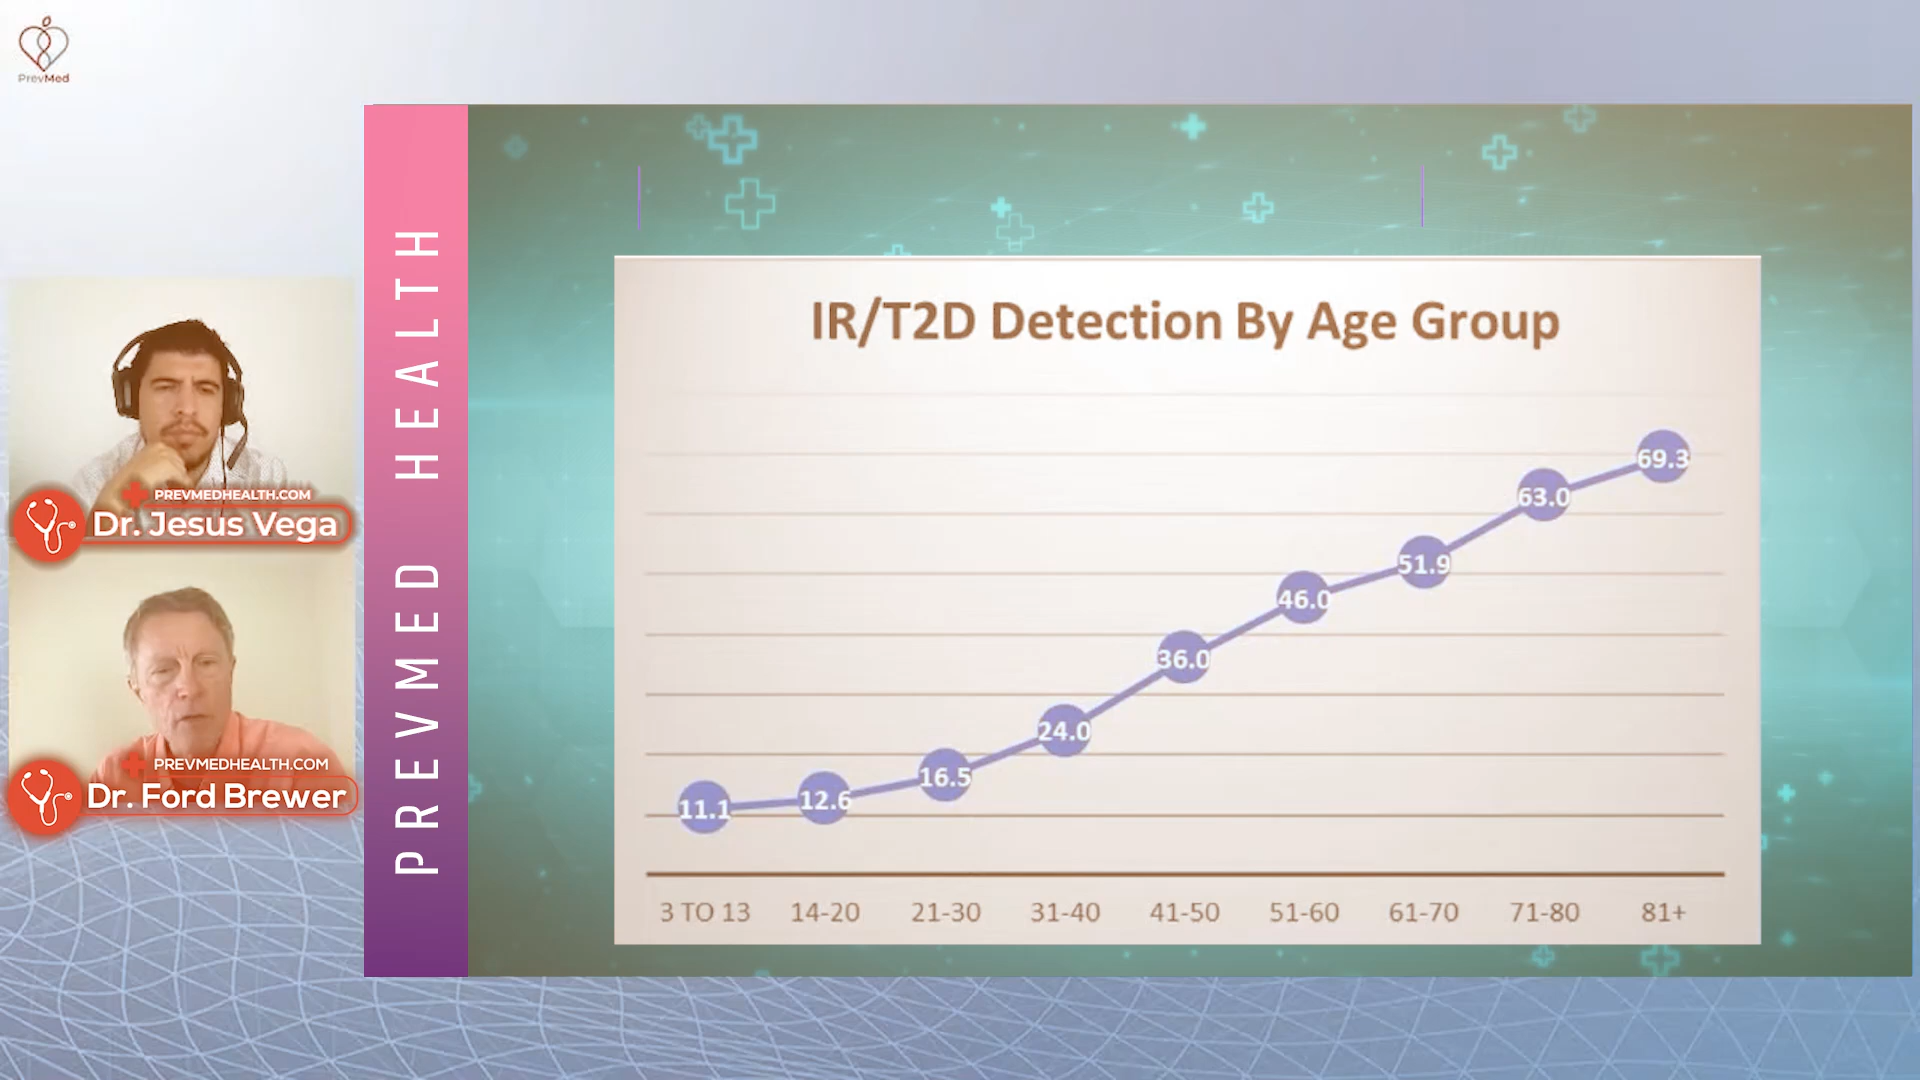 PrevMed
PREVMED HEALTH
PREVMEDHEALTH.COM
Dr. Jesus Vega
PREVMEDHEALTH.COM
Dr. Ford Brewer
IR/T2D Detection By Age Group
69.3
63.0
51.9
46.0
36.0
24.0
16.5
12.6
11.1
3 TO 13 14-20 21-30 31-40 41-50 51-60 61-70 71-80 81+